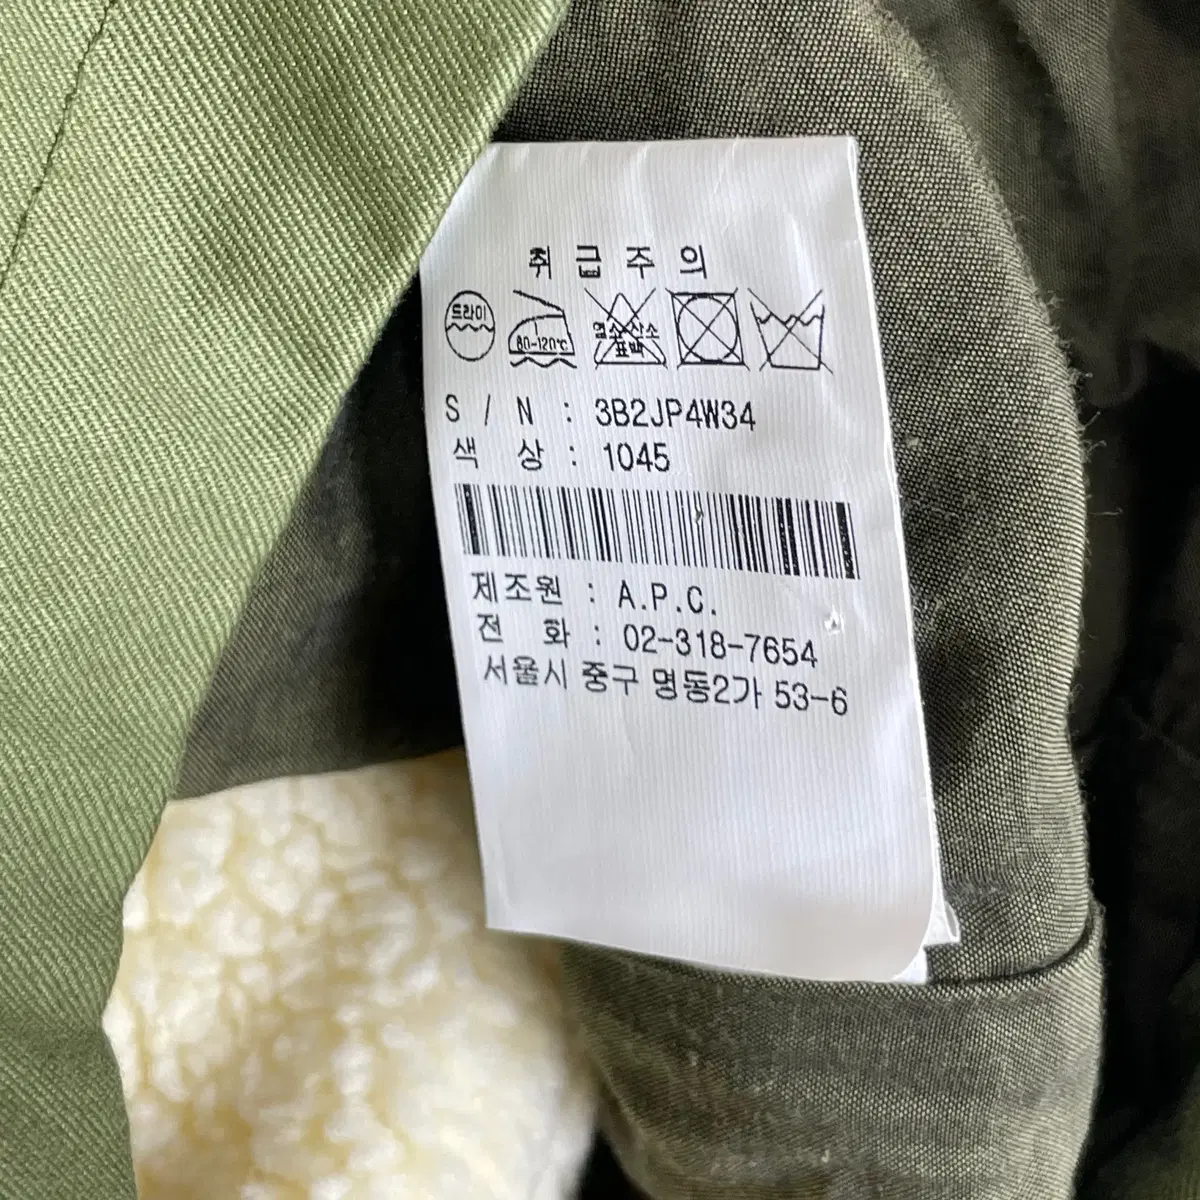 취급주의
드라이
80-120℃
염소,산소
표백
S / N : 3B2JP4W34
색 상 : 1045
제조원 : A.P.C.
전 화 : 02-318-7654
서울시 중구 명동2가 53-6